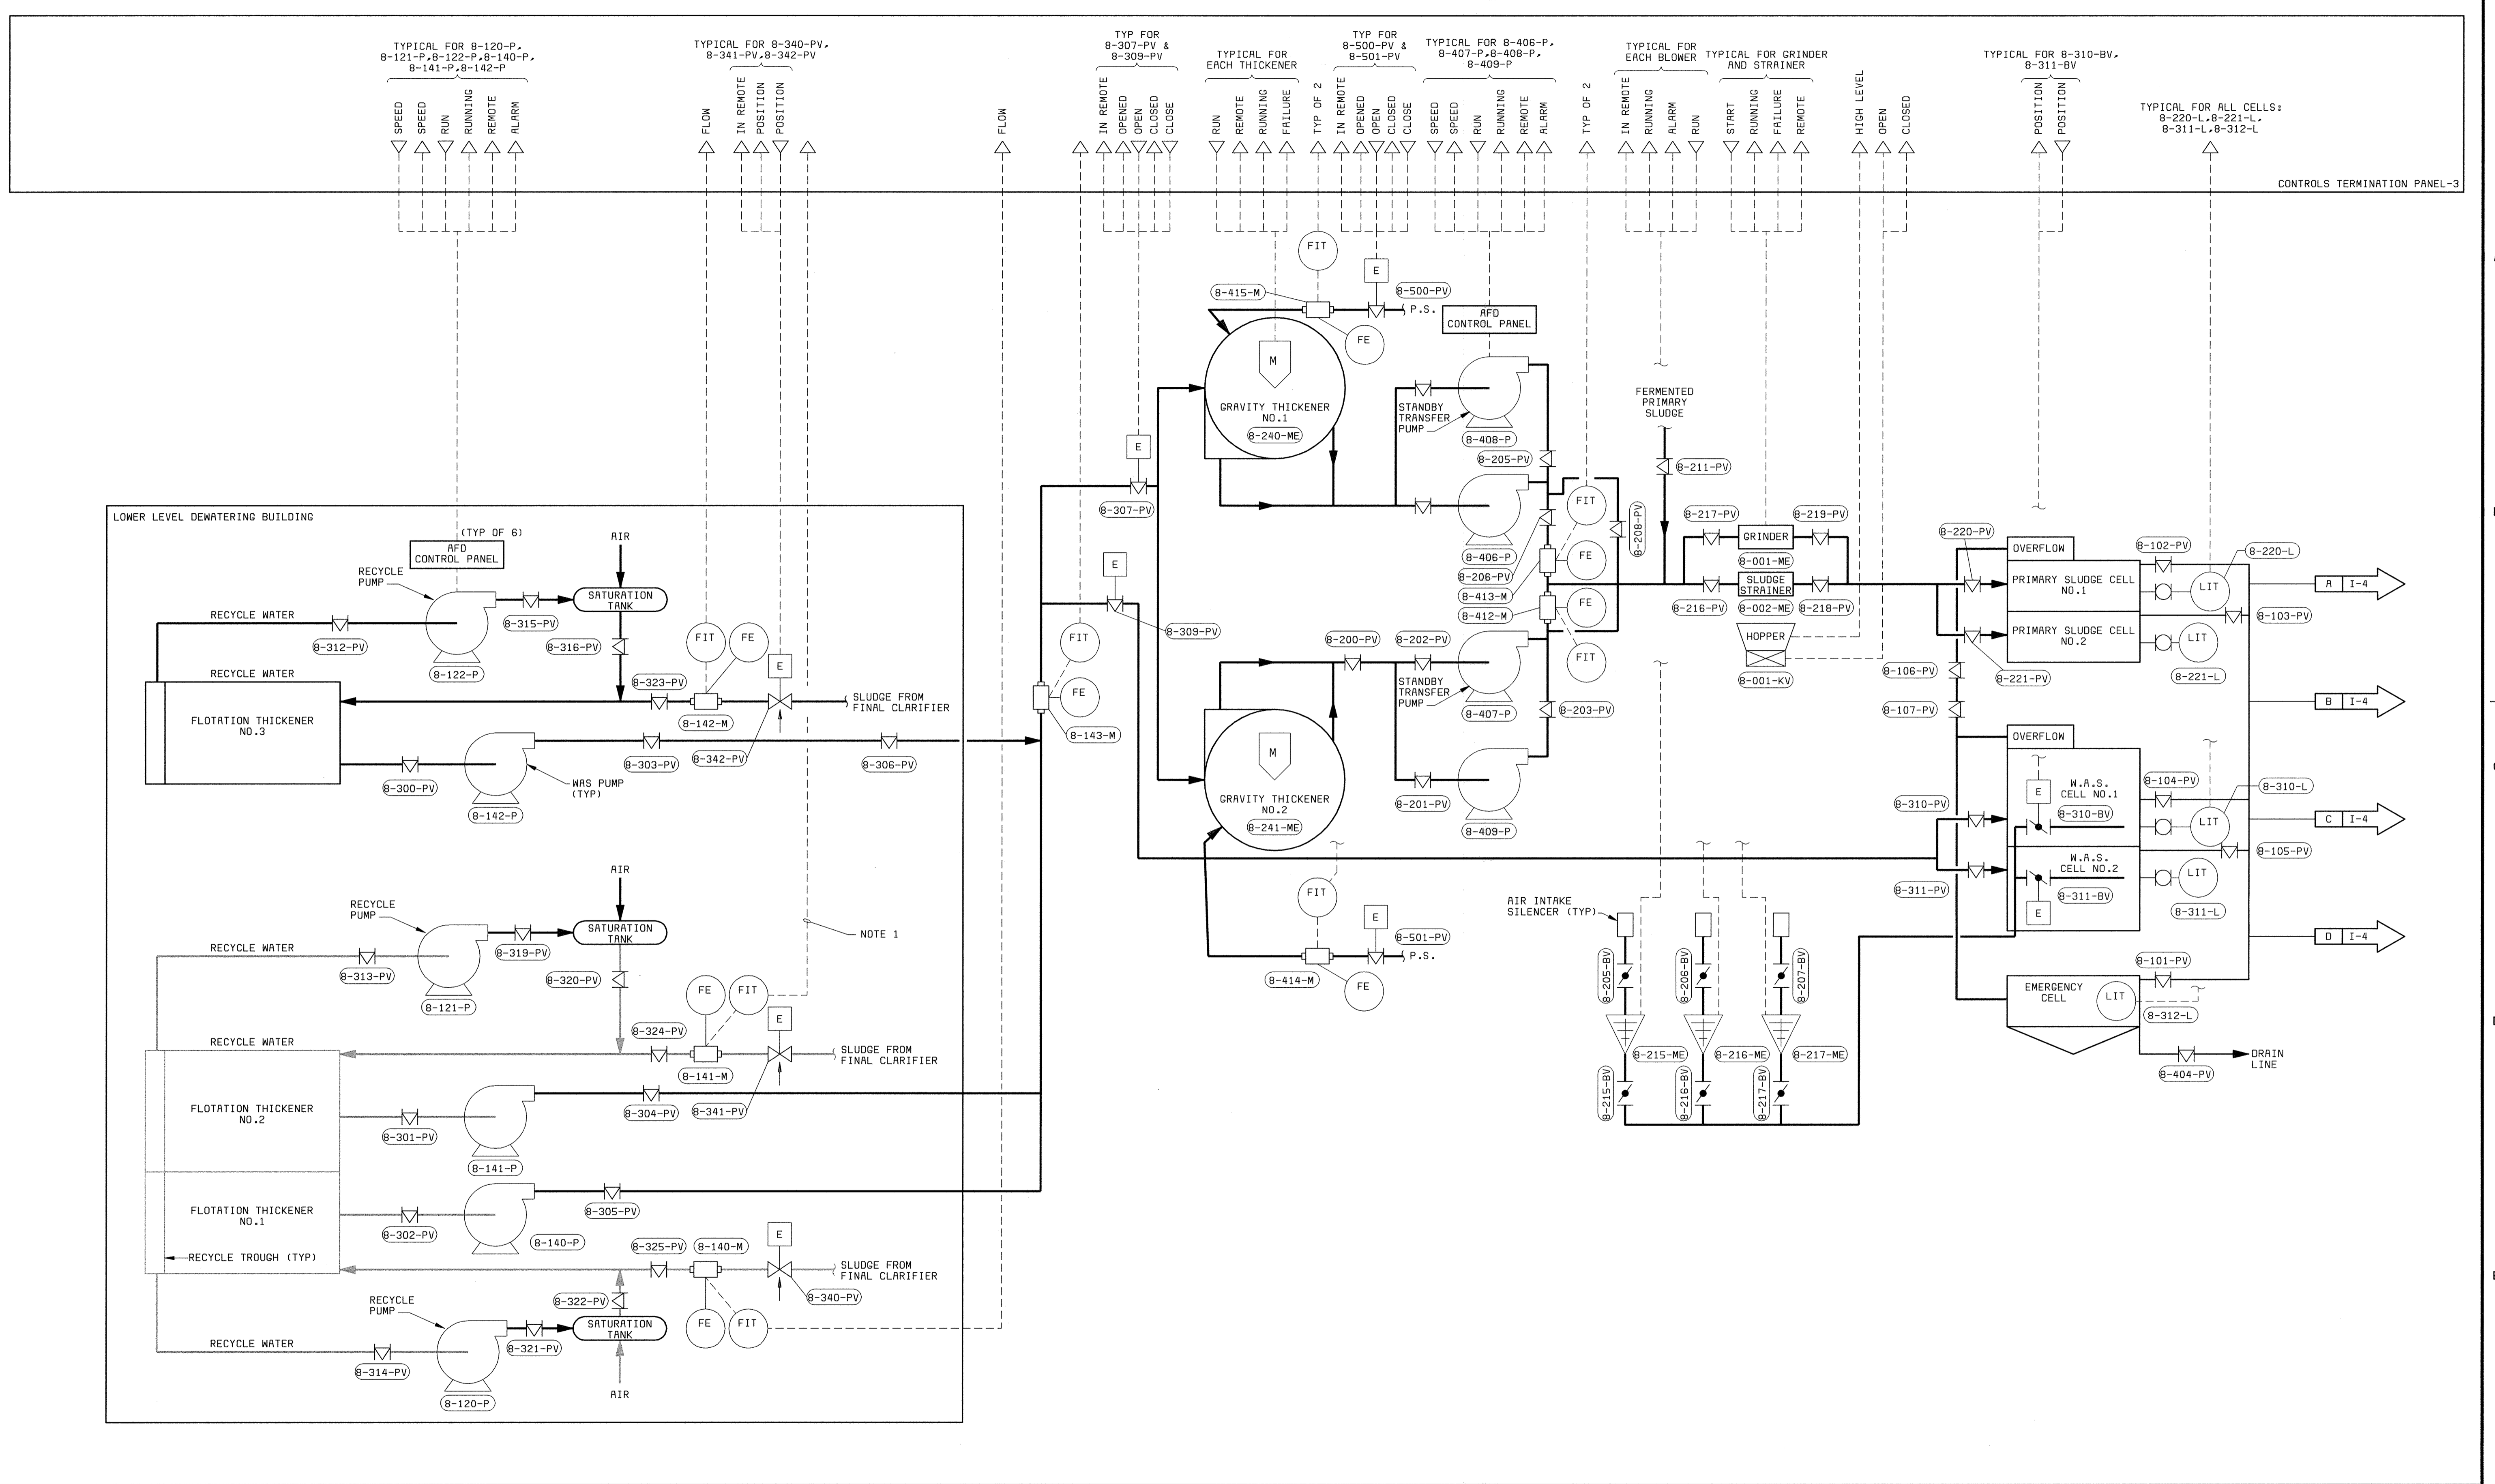 TYPICAL FOR 8-120-P,
8-121-P,8-122-P,8-140-P,
8-141-P,8-142-P
SPEED
SPEED
RUN
RUNNING
REMOTE
ALARM
TYPICAL FOR 8-340-PV,
8-341-PV,8-342-PV
FLOW
IN REMOTE
POSITION
POSITION
FLOW
TYP FOR
8-307-PV &
8-309-PV
IN REMOTE
OPENED
OPEN
CLOSED
CLOSE
TYPICAL FOR
EACH THICKENER
RUN
REMOTE
RUNNING
FAILURE
TYP OF 2
TYP FOR
8-500-PV &
8-501-PV
IN REMOTE
OPENED
OPEN
CLOSED
CLOSE
TYPICAL FOR 8-406-P,
8-407-P,8-408-P,
8-409-P
SPEED
SPEED
RUN
RUNNING
REMOTE
ALARM
TYP OF 2
TYPICAL FOR
EACH BLOWER
IN REMOTE
RUNNING
ALARM
RUN
TYPICAL FOR GRINDER
AND STRAINER
START
RUNNING
FAILURE
REMOTE
HIGH LEVEL
OPEN
CLOSED
TYPICAL FOR 8-310-BV,
8-311-BV
POSITION
POSITION
TYPICAL FOR ALL CELLS:
8-220-L,8-221-L,
8-311-L,8-312-L
CONTROLS TERMINATION PANEL-3
LOWER LEVEL DEWATERING BUILDING
(TYP OF 6)
AFD
CONTROL PANEL
RECYCLE
PUMP
AIR
SATURATION
TANK
RECYCLE WATER
8-312-PV
8-315-PV
8-316-PV
8-122-P
RECYCLE WATER
FLOTATION THICKENER
NO.3
8-323-PV
FIT
FE
E
8-142-M
8-342-PV
SLUDGE FROM
FINAL CLARIFIER
8-300-PV
8-142-P
WAS PUMP
(TYP)
8-303-PV
8-306-PV
AIR
RECYCLE
PUMP
SATURATION
TANK
RECYCLE WATER
8-313-PV
8-319-PV
8-320-PV
8-121-P
NOTE 1
RECYCLE WATER
8-324-PV
FE
FIT
E
8-141-M
8-341-PV
SLUDGE FROM
FINAL CLARIFIER
FLOTATION THICKENER
NO.2
8-301-PV
8-141-P
8-304-PV
FLOTATION THICKENER
NO.1
8-302-PV
8-140-P
8-305-PV
RECYCLE TROUGH (TYP)
8-325-PV
8-140-M
E
SLUDGE FROM
FINAL CLARIFIER
8-340-PV
8-322-PV
RECYCLE
PUMP
SATURATION
TANK
FE
FIT
RECYCLE WATER
8-314-PV
8-321-PV
8-120-P
AIR
FIT
FE
8-143-M
E
8-307-PV
E
8-309-PV
FIT
E
8-415-M
8-500-PV
P.S.
FE
AFD
CONTROL PANEL
M
GRAVITY THICKENER
NO.1
8-240-ME
STANDBY
TRANSFER
PUMP
8-408-P
8-205-PV
8-406-P
8-206-PV
FIT
FE
8-413-M
8-412-M
FE
FIT
8-208-PV
8-200-PV
8-202-PV
STANDBY
TRANSFER
PUMP
8-407-P
8-203-PV
M
GRAVITY THICKENER
NO.2
8-241-ME
8-201-PV
8-409-P
FIT
E
8-501-PV
P.S.
8-414-M
FE
FERMENTED
PRIMARY
SLUDGE
8-211-PV
8-217-PV
8-219-PV
GRINDER
8-001-ME
SLUDGE
STRAINER
8-216-PV
8-002-ME
8-218-PV
HOPPER
8-001-KV
AIR INTAKE
SILENCER (TYP)
8-205-BV
8-206-BV
8-207-BV
8-215-ME
8-216-ME
8-217-ME
8-215-BV
8-216-BV
8-217-BV
8-220-PV
OVERFLOW
8-102-PV
8-220-L
PRIMARY SLUDGE CELL
NO.1
LIT
8-103-PV
PRIMARY SLUDGE CELL
NO.2
LIT
8-106-PV
8-221-PV
8-221-L
8-107-PV
OVERFLOW
W.A.S.
CELL NO.1
8-104-PV
8-310-L
E
8-310-BV
LIT
8-310-PV
8-105-PV
W.A.S.
CELL NO.2
LIT
8-311-PV
8-311-BV
E
8-311-L
8-101-PV
EMERGENCY
CELL
LIT
8-312-L
DRAIN
LINE
8-404-PV
A I-4
B I-4
C I-4
D I-4